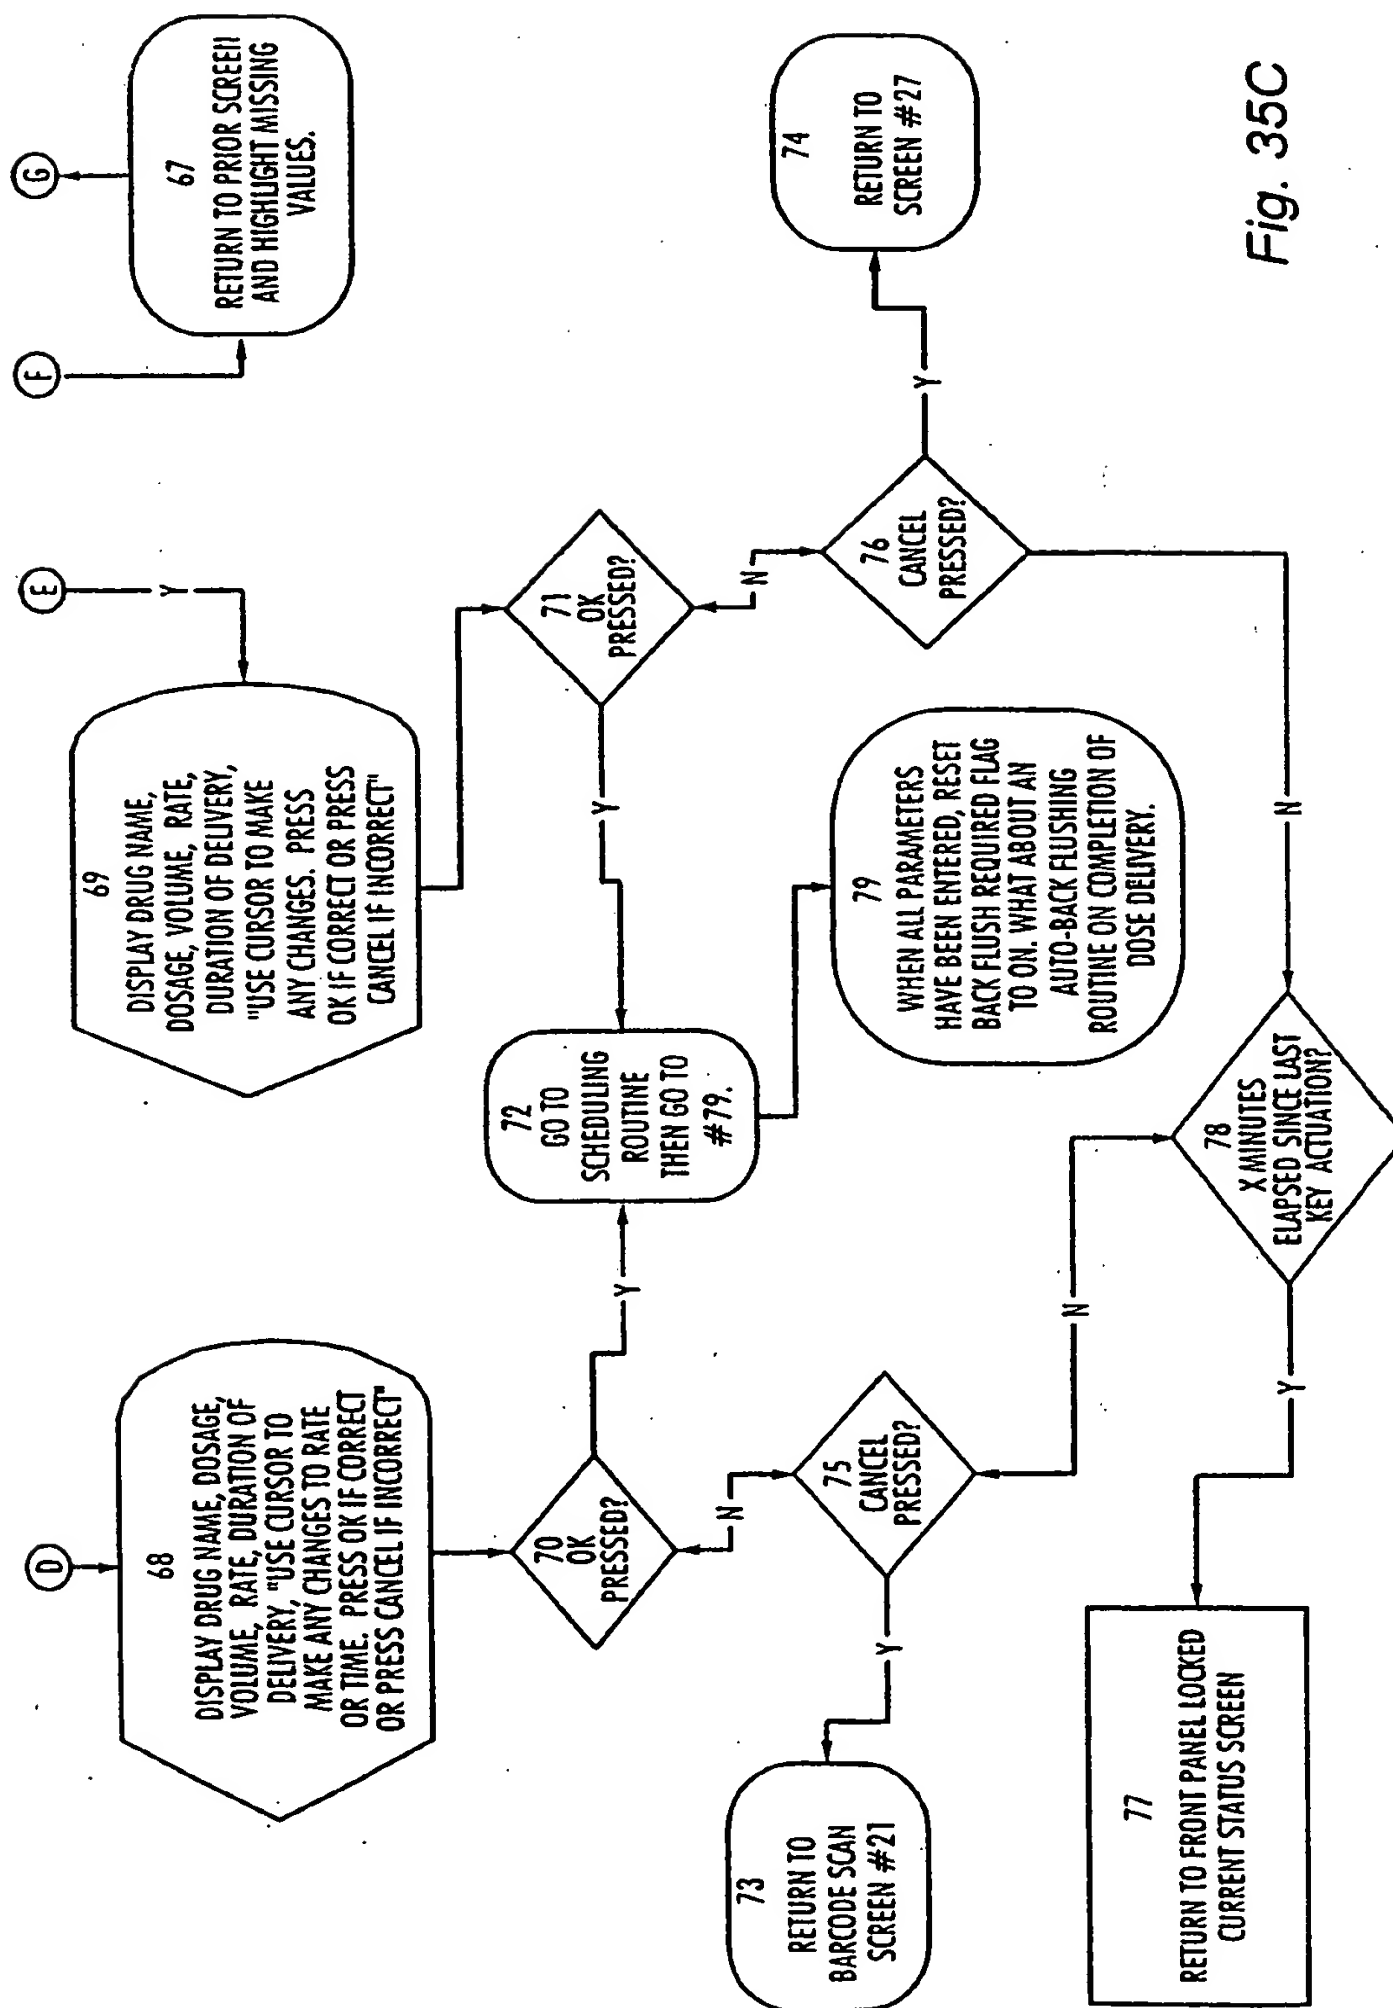 D
68
DISPLAY DRUG NAME, DOSAGE,
VOLUME, RATE, DURATION OF
DELIVERY, "USE CURSOR TO
MAKE ANY CHANGES TO RATE
OR TIME. PRESS OK IF CORRECT
OR PRESS CANCEL IF INCORRECT"
E
Y
69
DISPLAY DRUG NAME,
DOSAGE, VOLUME, RATE,
DURATION OF DELIVERY,
"USE CURSOR TO MAKE
ANY CHANGES. PRESS
OK IF CORRECT OR PRESS
CANCEL IF INCORRECT"
F
G
67
RETURN TO PRIOR SCREEN
AND HIGHLIGHT MISSING
VALUES.
70
OK
PRESSED?
Y
N
72
GO TO
SCHEDULING
ROUTINE
THEN GO TO
#79.
Y
71
OK
PRESSED?
N
73
RETURN TO
BARCODE SCAN
SCREEN #21
Y
75
CANCEL
PRESSED?
N
79
WHEN ALL PARAMETERS
HAVE BEEN ENTERED, RESET
BACK FLUSH REQUIRED FLAG
TO ON. WHAT ABOUT AN
AUTO-BACK FLUSHING
ROUTINE ON COMPLETION OF
DOSE DELIVERY.
76
CANCEL
PRESSED?
Y
74
RETURN TO
SCREEN #27
N
77
RETURN TO FRONT PANEL LOCKED
CURRENT STATUS SCREEN
Y
78
X MINUTES
ELAPSED SINCE LAST
KEY ACTUATION?
Fig. 35C